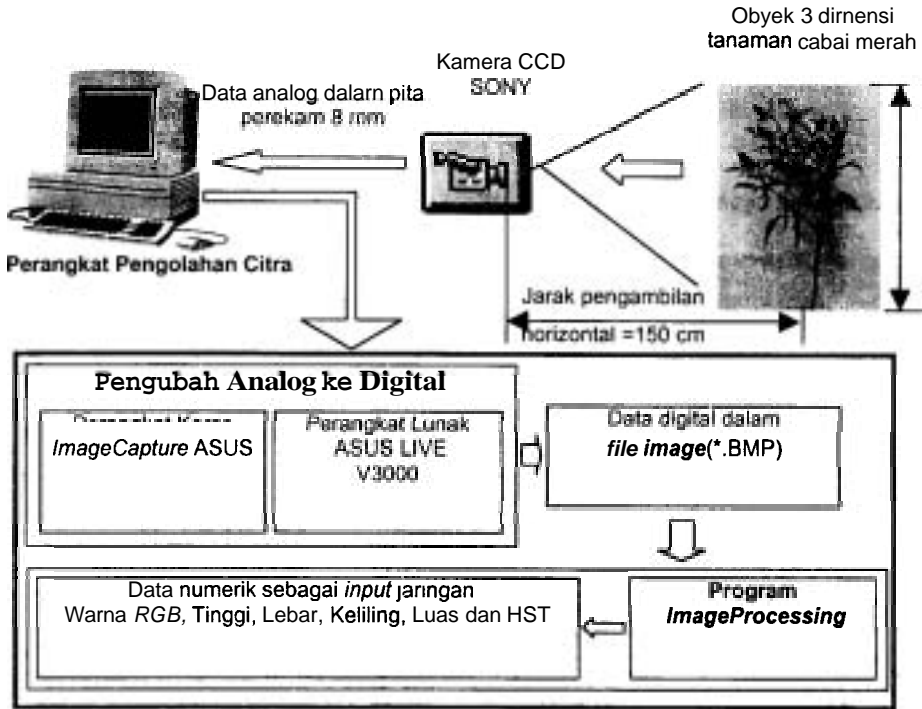 Obyek 3 dirnensi
tanaman cabai merah
Kamera CCD
SONY
Data analog dalam pita
perekam 8 mm
Perangkat Pengolahan Citra
Jarak pengambilan
horizontal =150 cm
Pengubah Analog ke Digital
ImageCapture ASUS
Perangkat Lunak
ASUS LIVE
V3000
Data digital dalam
file image(*.BMP)
Data numerik sebagai input jaringan
Warna RGB, Tinggi, Lebar, Keliling, Luas dan HST
Program
ImageProcessing